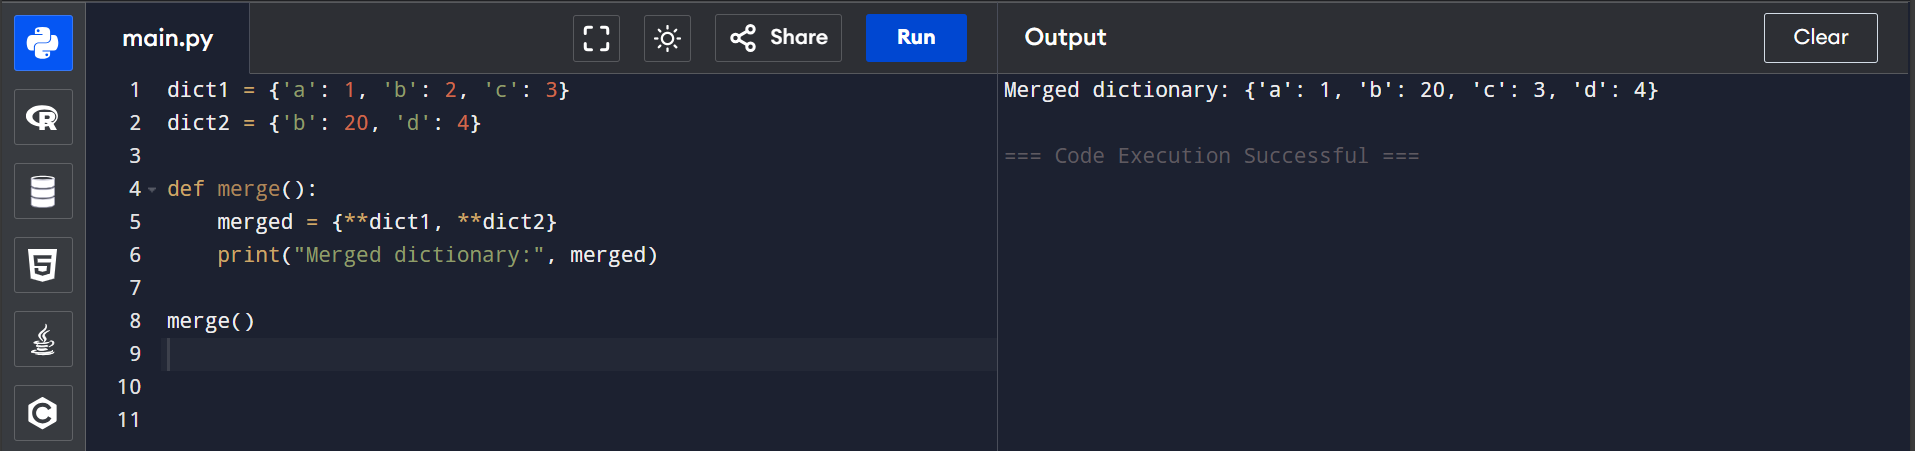 main.py
Share
Run
Output
Clear
1 dict1 = {'a': 1, 'b': 2, 'c': 3}
2 dict2 = {'b': 20, 'd': 4}
3
4 def merge():
5     merged = {**dict1, **dict2}
6     print("Merged dictionary:", merged)
7
8 merge()
9
10
11
Merged dictionary: {'a': 1, 'b': 20, 'c': 3, 'd': 4}
=== Code Execution Successful ===
R
5
C